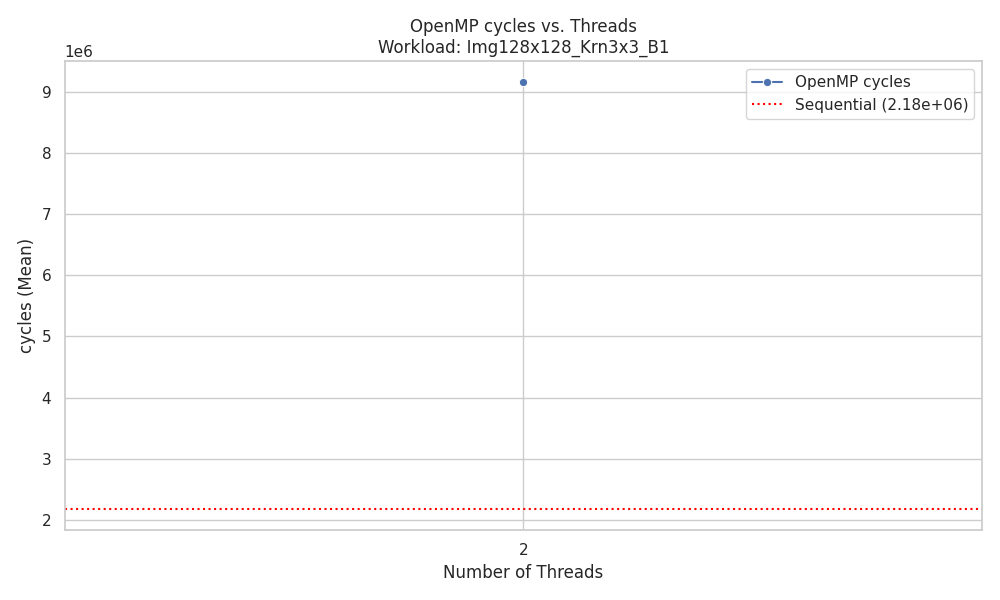 OpenMP cycles vs. Threads
Workload: Img128x128_Krn3x3_B1
1e6
OpenMP cycles
Sequential (2.18e+06)
9
8
7
6
5
4
3
2
cycles (Mean)
2
Number of Threads